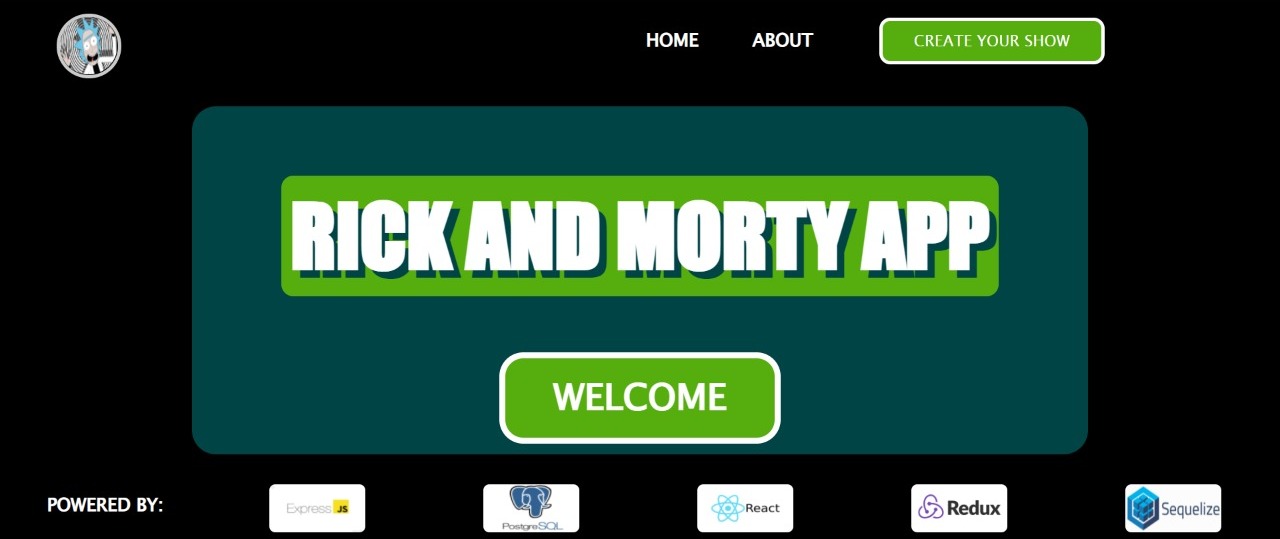 HOME ABOUT CREATE YOUR SHOW
RICK AND MORTY APP
WELCOME
POWERED BY: Express JS PostgreSQL React Redux Sequelize